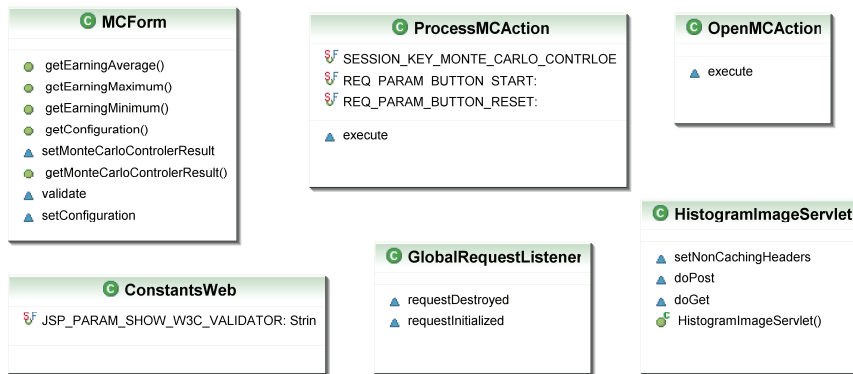 MCForm
getEarningAverage()
getEarningMaximum()
getEarningMinimum()
getConfiguration()
setMonteCarloControlerResult
getMonteCarloControlerResult()
validate
setConfiguration
ProcessMCAction
SESSION_KEY_MONTE_CARLO_CONTRLOE
REQ_PARAM_BUTTON_START:
REQ_PARAM_BUTTON_RESET:
execute
OpenMCAction
execute
ConstantsWeb
JSP_PARAM_SHOW_W3C_VALIDATOR: Strin
GlobalRequestListener
requestDestroyed
requestInitialized
HistogramImageServlet
setNonCachingHeaders
doPost
doGet
HistogramImageServlet()